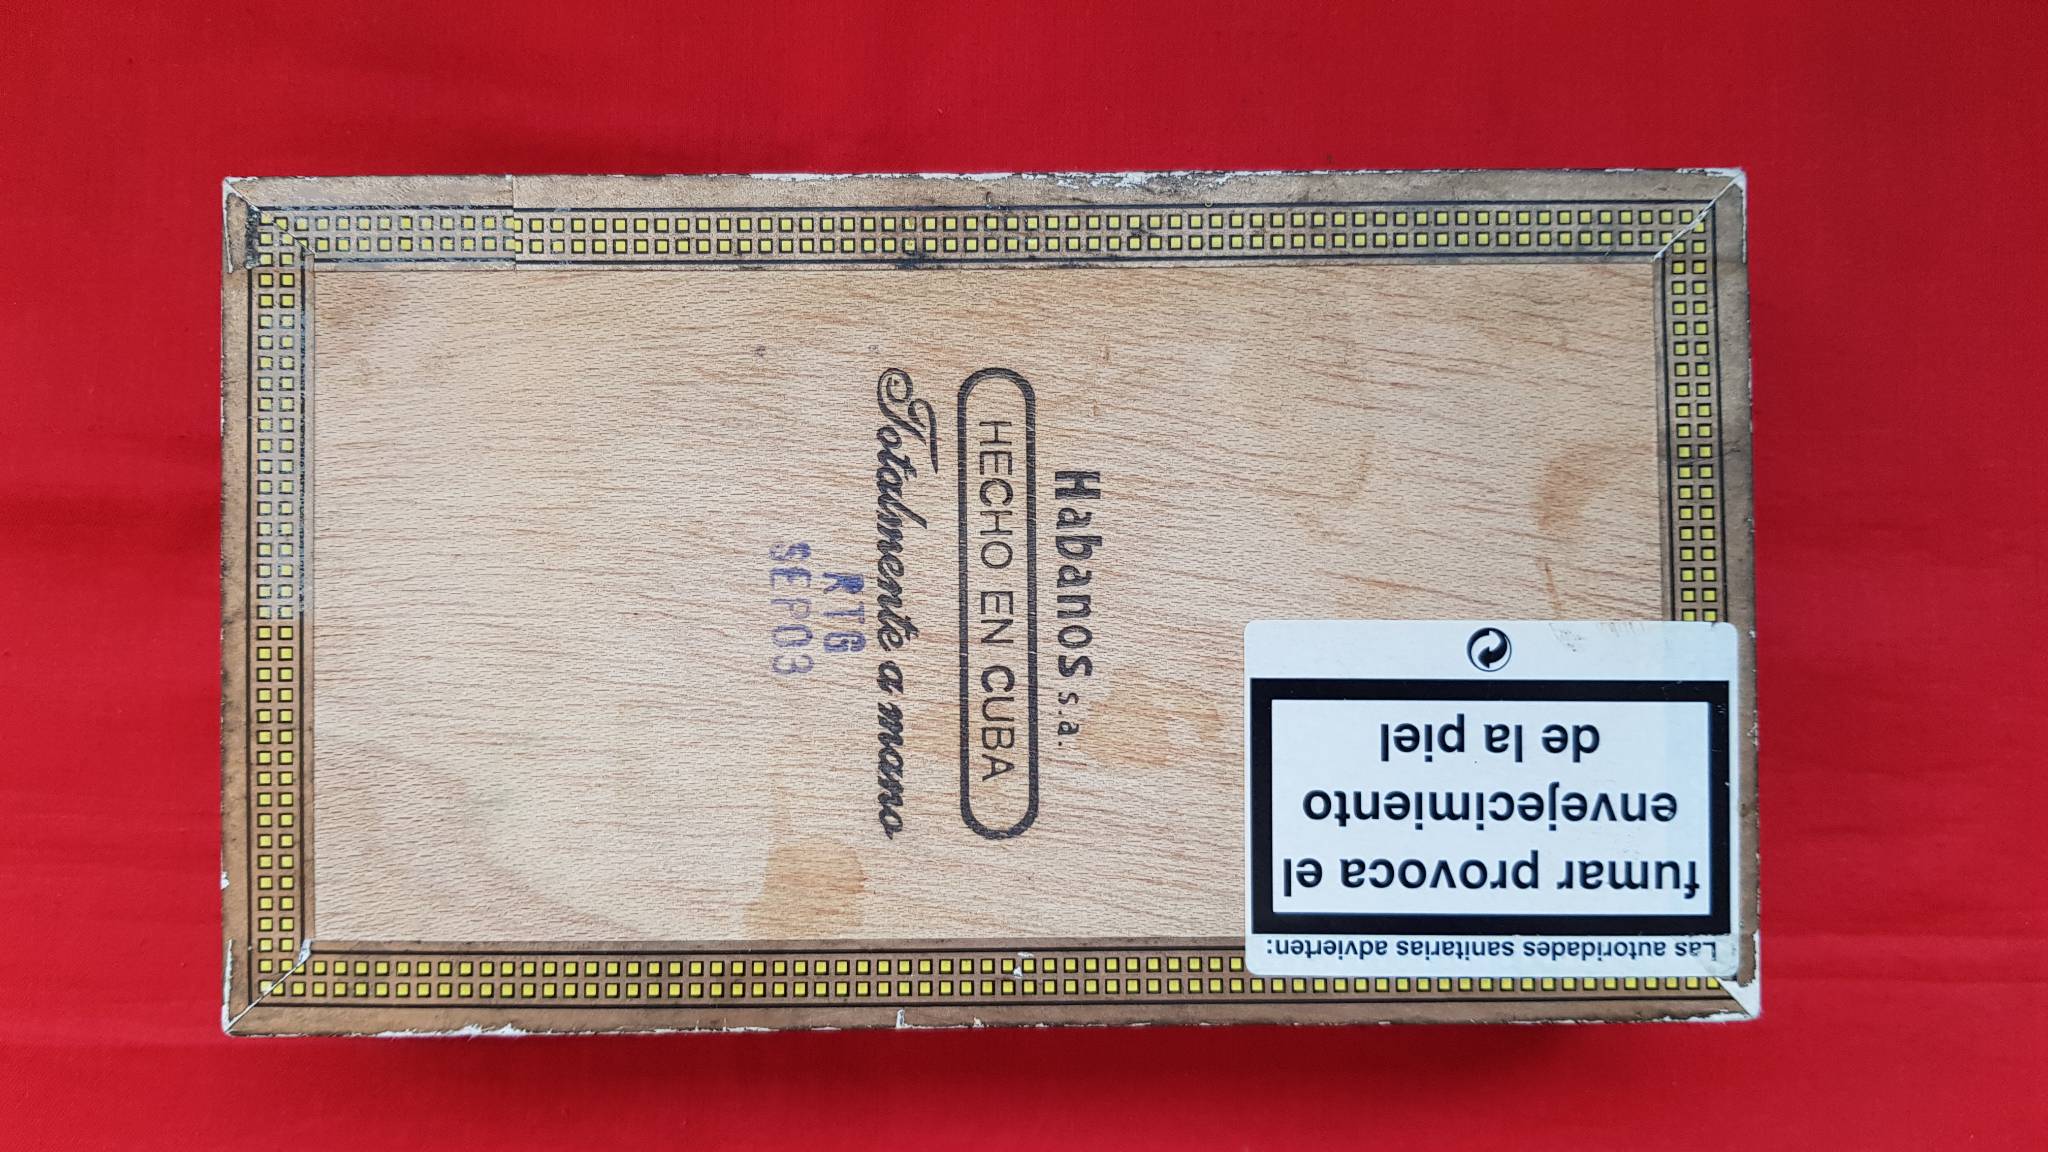 Habanos s.a.
HECHO EN CUBA
Totalmente a mano
RTG
SEP03
Las autoridades sanitarias advierten:
fumar provoca el
envejecimiento
de la piel